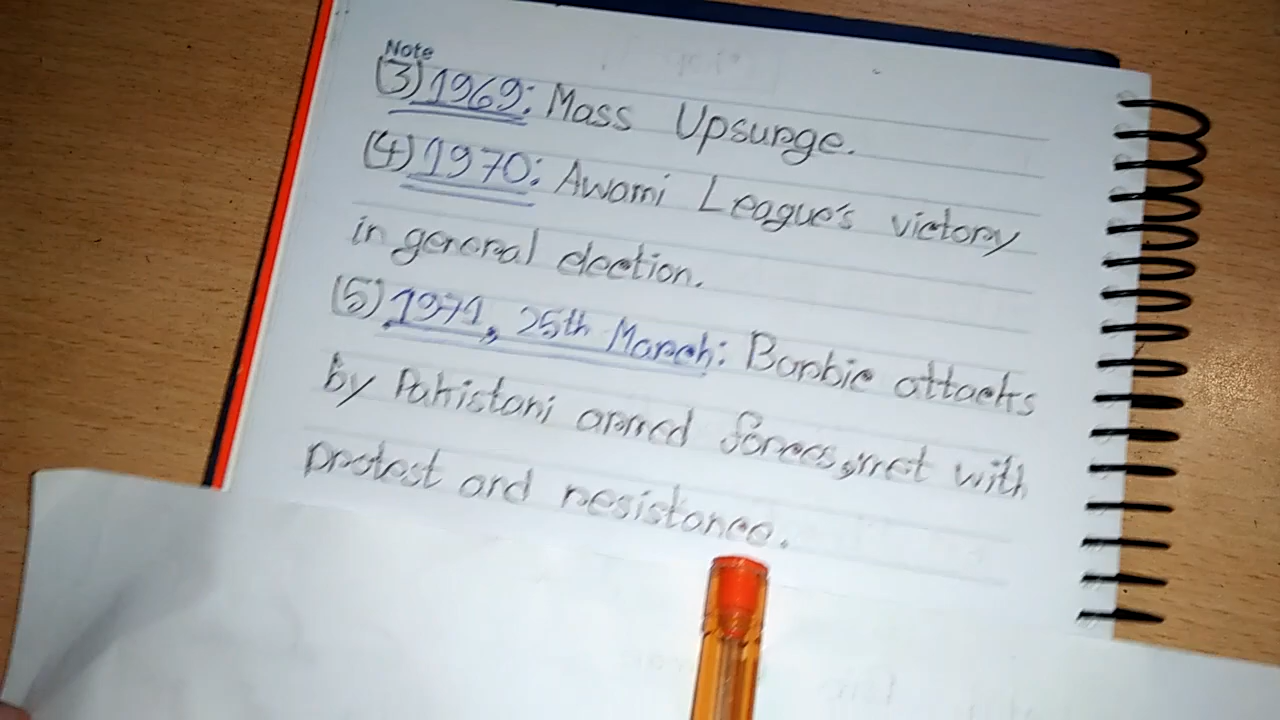 Note
(3) 1969: Mass Upsurge.
(4) 1970: Awami League's victory
in general election.
(5) 1971, 25th March: Barbic attacks
by Pakistani armed forces, met with
protest and resistance.